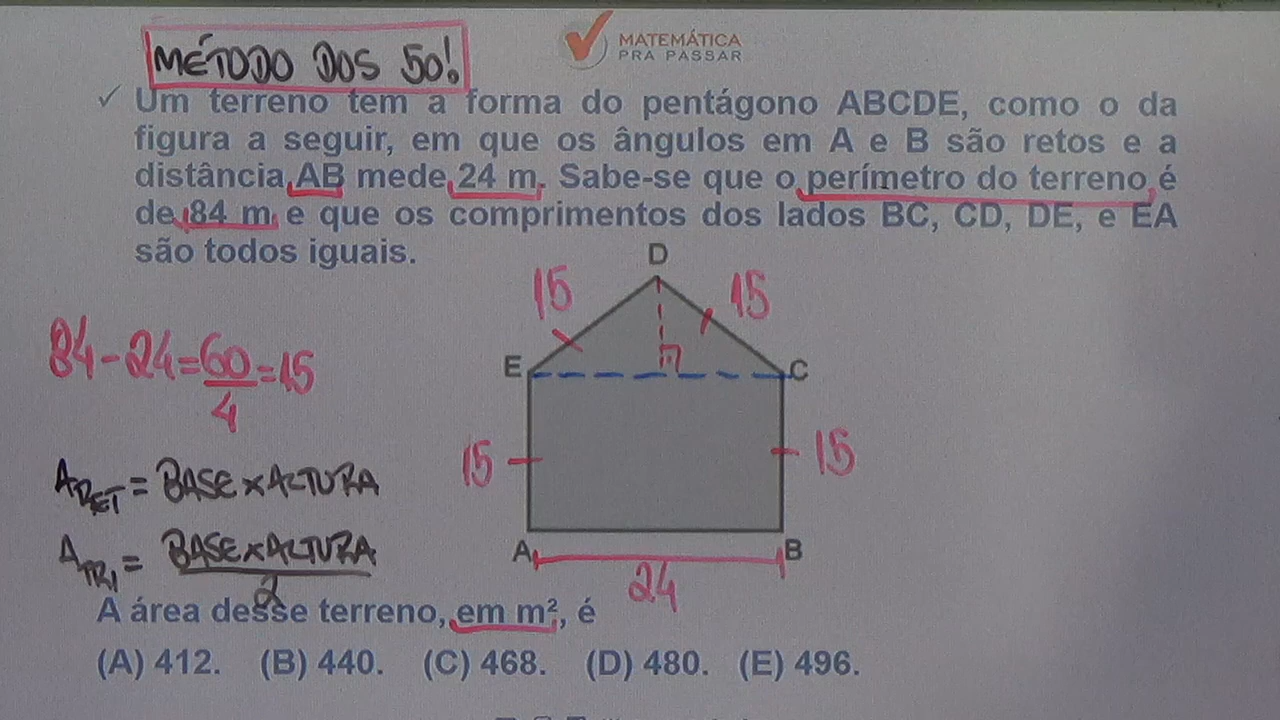 MÉTODO DOS 50!
MATEMÁTICA
PRA PASSAR
✓ Um terreno tem a forma do pentágono ABCDE, como o da
figura a seguir, em que os ângulos em A e B são retos e a
distância AB mede 24 m. Sabe-se que o perímetro do terreno é
de 84 m e que os comprimentos dos lados BC, CD, DE, e EA
são todos iguais.
D
15
15
84-24=60/4=15
E
C
15
15
ARET = BASE×ALTURA
ATRI = BASE×ALTURA/2
A
B
24
A área desse terreno, em m², é
(A) 412. (B) 440. (C) 468. (D) 480. (E) 496.